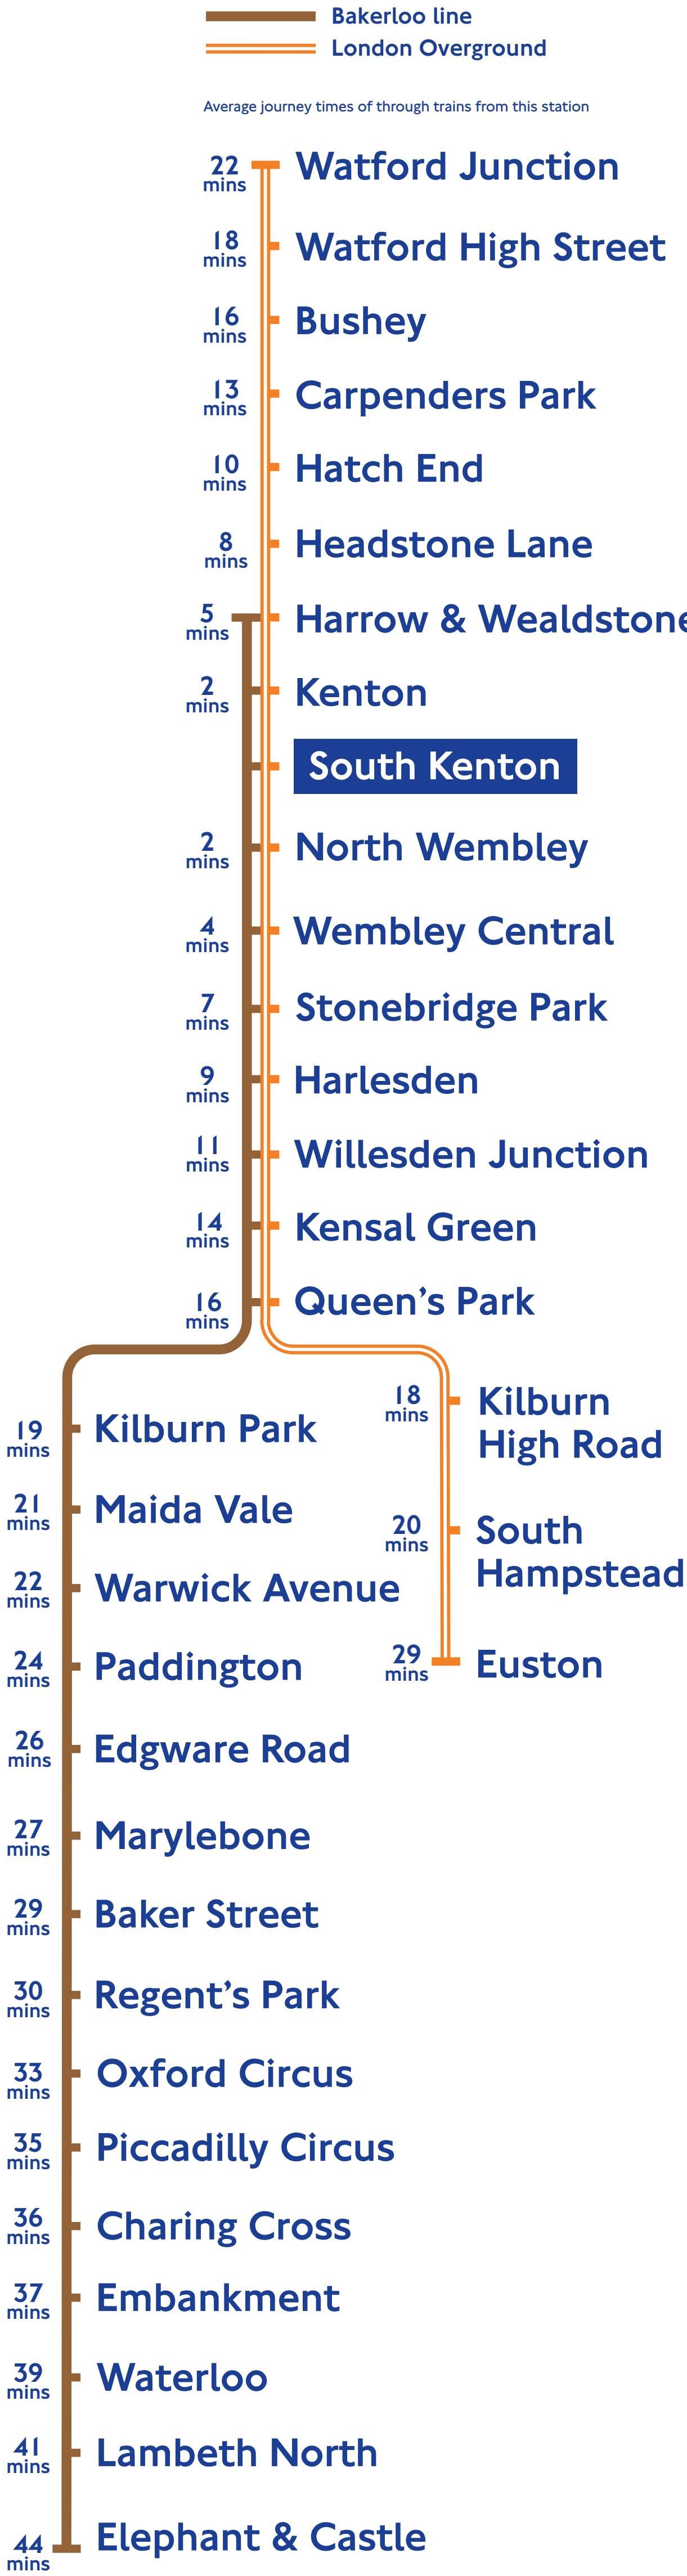 Bakerloo line
London Overground
Average journey times of through trains from this station
22
mins
Watford Junction
18
mins
Watford High Street
16
mins
Bushey
13
mins
Carpenders Park
10
mins
Hatch End
8
mins
Headstone Lane
5
mins
Harrow & Wealdstone
2
mins
Kenton
South Kenton
2
mins
North Wembley
4
mins
Wembley Central
7
mins
Stonebridge Park
9
mins
Harlesden
11
mins
Willesden Junction
14
mins
Kensal Green
16
mins
Queen’s Park
18
mins
Kilburn
High Road
20
mins
South
Hampstead
29
mins
Euston
19
mins
Kilburn Park
21
mins
Maida Vale
22
mins
Warwick Avenue
24
mins
Paddington
26
mins
Edgware Road
27
mins
Marylebone
29
mins
Baker Street
30
mins
Regent’s Park
33
mins
Oxford Circus
35
mins
Piccadilly Circus
36
mins
Charing Cross
37
mins
Embankment
39
mins
Waterloo
41
mins
Lambeth North
44
mins
Elephant & Castle